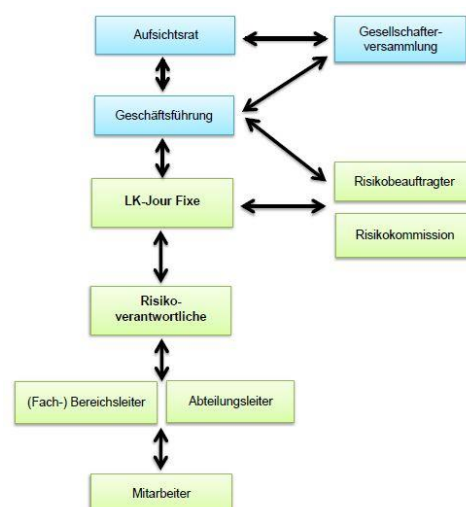 Aufsichtsrat
Gesellschafter-
versammlung
Geschäftsführung
LK-Jour Fixe
Risikobeauftragter
Risikokommission
Risiko-
verantwortliche
(Fach-) Bereichsleiter
Abteilungsleiter
Mitarbeiter